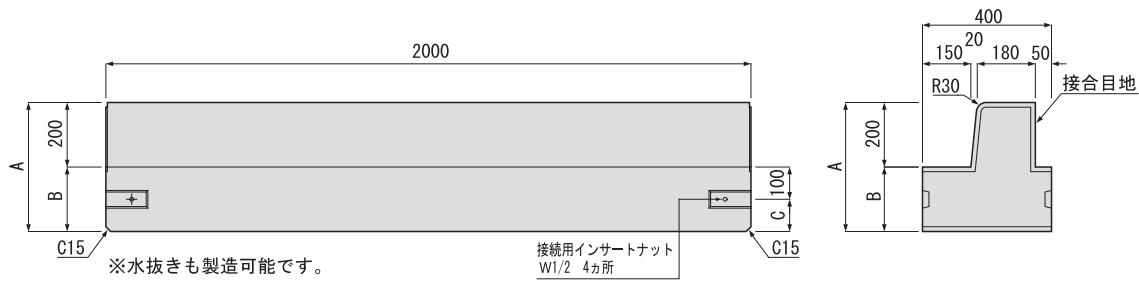 2000
200
A
B
100
C
C15
C15
※水抜きも製造可能です。
接続用インサートナット
W1/2 4ヵ所
400
20
150
180
50
R30
接合目地
200
A
B